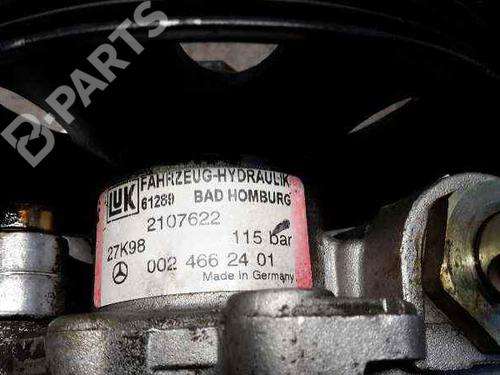 B-PARTS
LUK FAHRZEUG-HYDRAULIK
61289 BAD HOMBURG
2107622
27K98 115 bar
002 466 24 01
Made in Germany